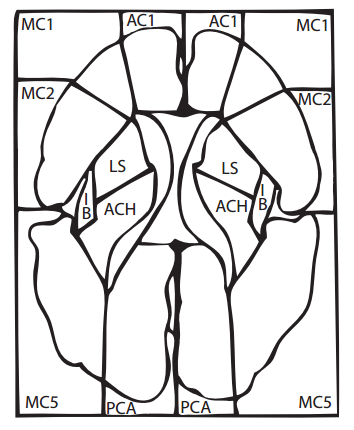 MC1 AC1 AC1 MC1
MC2 MC2
LS LS
I
B
I
B
ACH ACH
MC5 PCA PCA MC5